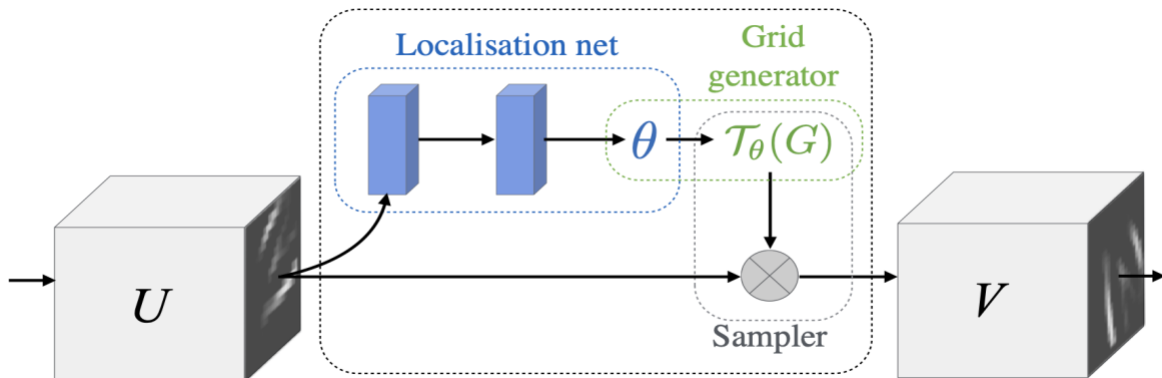 Localisation net
Grid
generator
θ
𝒯θ(G)
U
V
Sampler